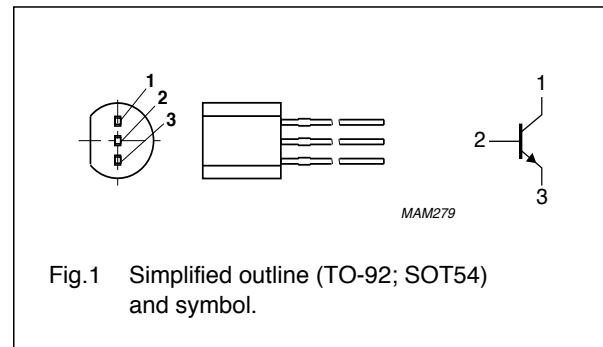 1
2
3
1
2
3
MAM279
Fig.1 Simplified outline (TO-92; SOT54)
and symbol.